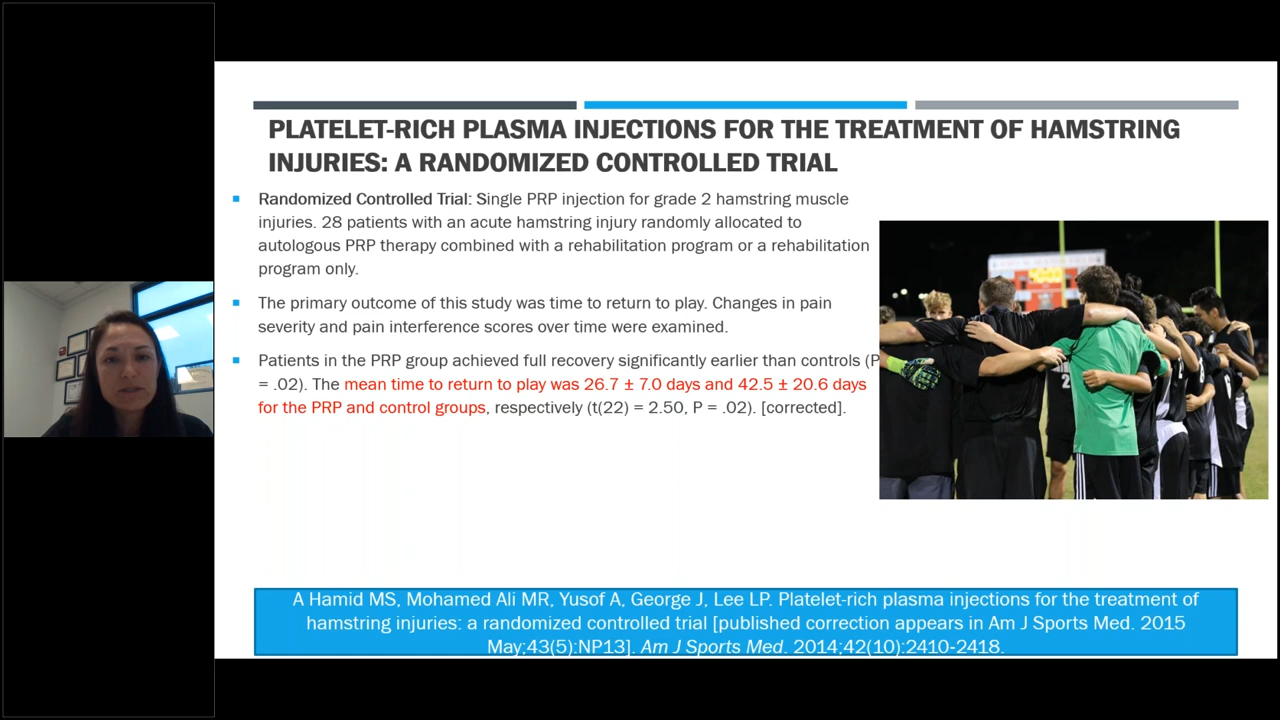 PLATELET-RICH PLASMA INJECTIONS FOR THE TREATMENT OF HAMSTRING
INJURIES: A RANDOMIZED CONTROLLED TRIAL
Randomized Controlled Trial: Single PRP injection for grade 2 hamstring muscle
injuries. 28 patients with an acute hamstring injury randomly allocated to
autologous PRP therapy combined with a rehabilitation program or a rehabilitation
program only.
The primary outcome of this study was time to return to play. Changes in pain
severity and pain interference scores over time were examined.
Patients in the PRP group achieved full recovery significantly earlier than controls (P
= .02). The mean time to return to play was 26.7 ± 7.0 days and 42.5 ± 20.6 days
for the PRP and control groups, respectively (t(22) = 2.50, P = .02). [corrected].
A Hamid MS, Mohamed Ali MR, Yusof A, George J, Lee LP. Platelet-rich plasma injections for the treatment of
hamstring injuries: a randomized controlled trial [published correction appears in Am J Sports Med. 2015
May;43(5):NP13]. Am J Sports Med. 2014;42(10):2410-2418.